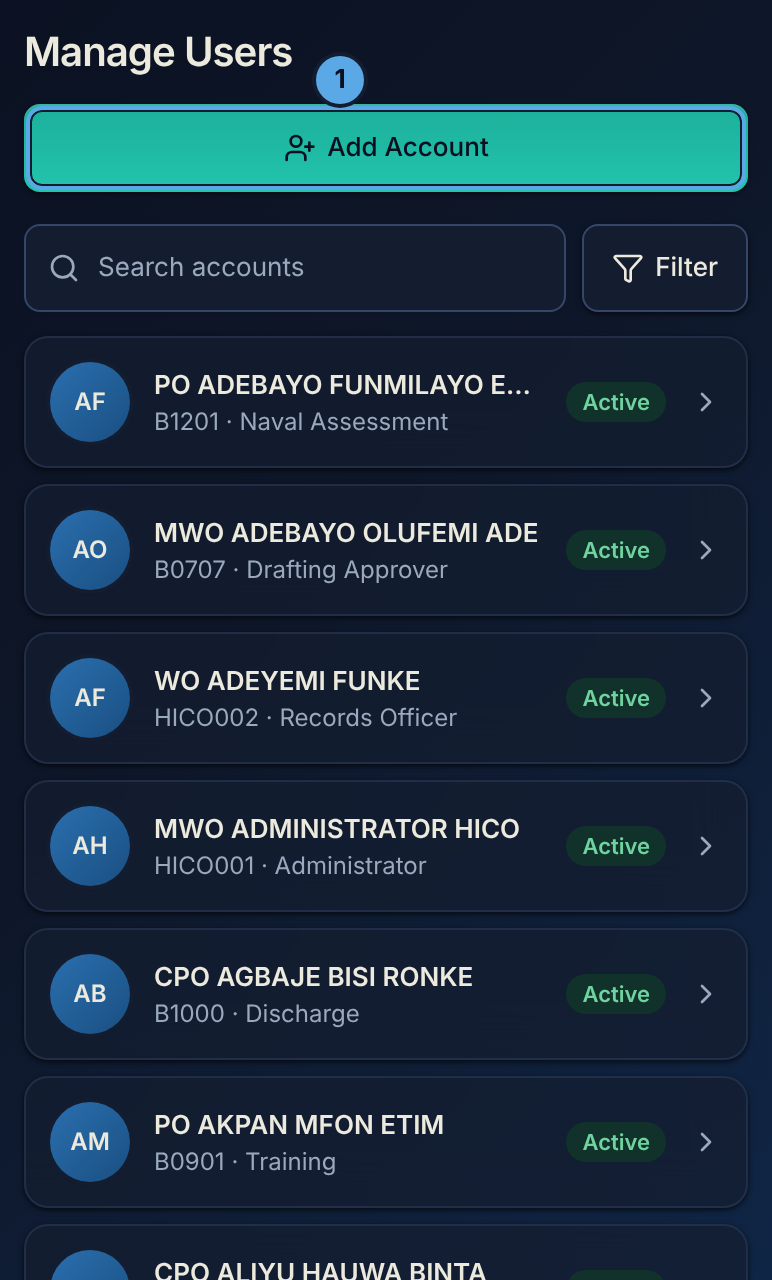 Manage Users
1
Add Account
Search accounts
Filter
AF
PO ADEBAYO FUNMILAYO E...
Active
B1201 · Naval Assessment
AO
MWO ADEBAYO OLUFEMI ADE
Active
B0707 · Drafting Approver
AF
WO ADEYEMI FUNKE
Active
HICO002 · Records Officer
AH
MWO ADMINISTRATOR HICO
Active
HICO001 · Administrator
AB
CPO AGBAJE BISI RONKE
Active
B1000 · Discharge
AM
PO AKPAN MFON ETIM
Active
B0901 · Training
CPO ALIYU HAUWA BINTA